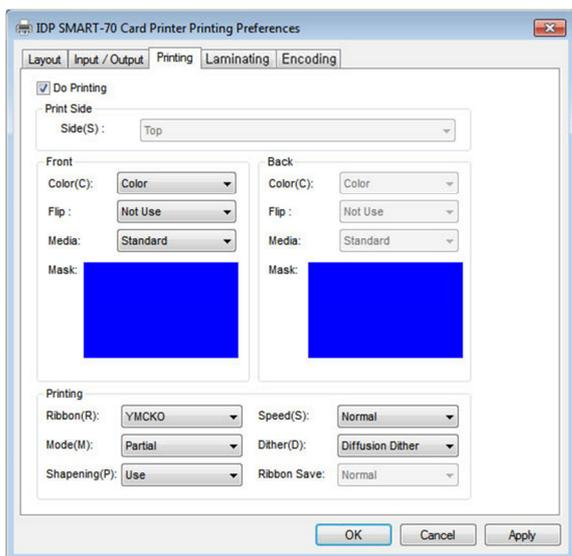 IDP SMART-70 Card Printer Printing Preferences
Layout Input / Output Printing Laminating Encoding
Do Printing
Print Side
Side(S) : Top
Front
Color(C): Color
Flip : Not Use
Media: Standard
Mask:
Back
Color(C): Color
Flip : Not Use
Media: Standard
Mask:
Printing
Ribbon(R): YMCKO Speed(S): Normal
Mode(M): Partial Dither(D): Diffusion Dither
Shapening(P): Use Ribbon Save: Normal
OK Cancel Apply